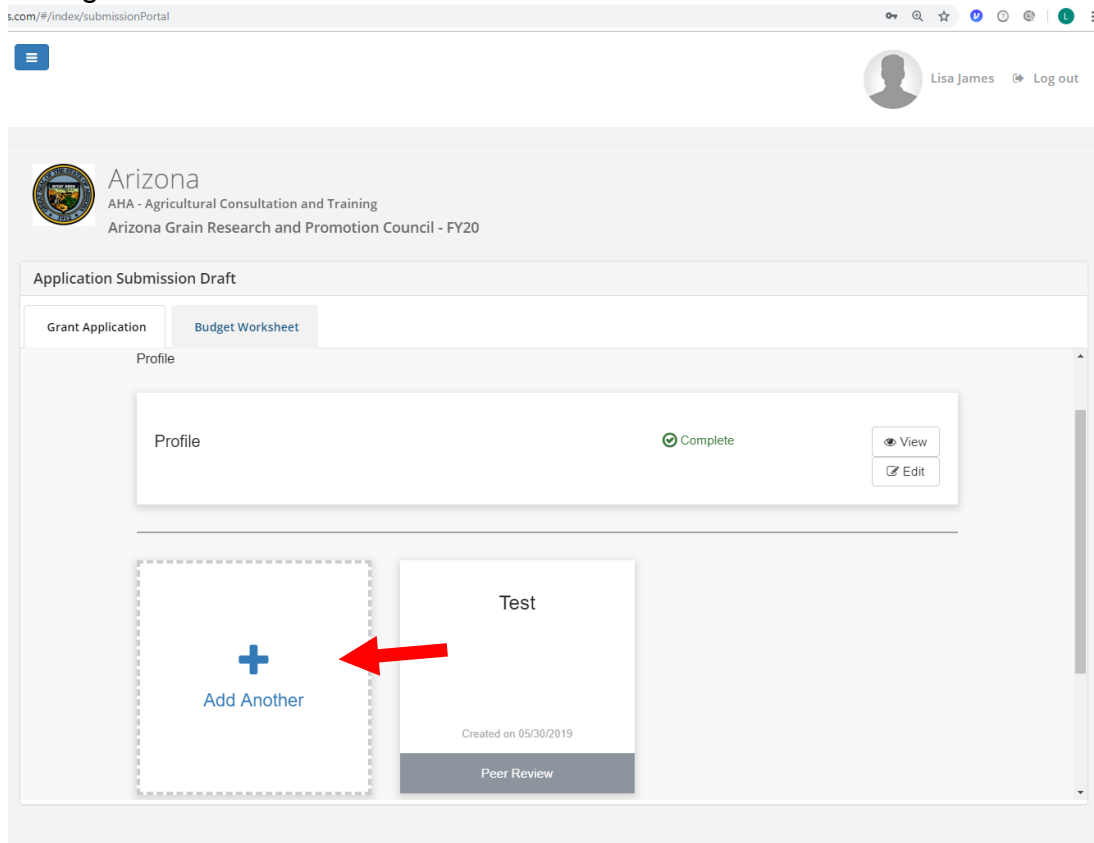 s.com/#/index/submissionPortal
L
Lisa James Log out
Arizona
AHA - Agricultural Consultation and Training
Arizona Grain Research and Promotion Council - FY20
Application Submission Draft
Grant Application Budget Worksheet
Profile
Profile Complete View
Edit
Test
Add Another
Created on 05/30/2019
Peer Review